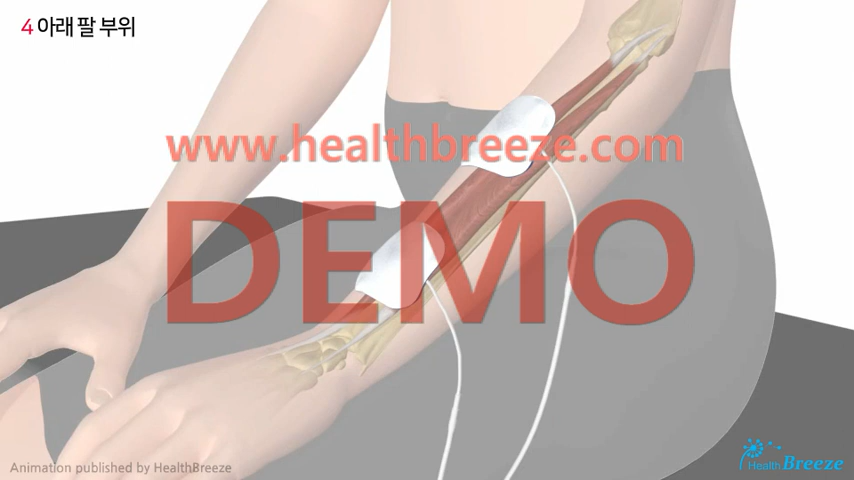 4 아래 팔 부위
www.healthbreeze.com
DEMO
Animation published by HealthBreeze
Health Breeze